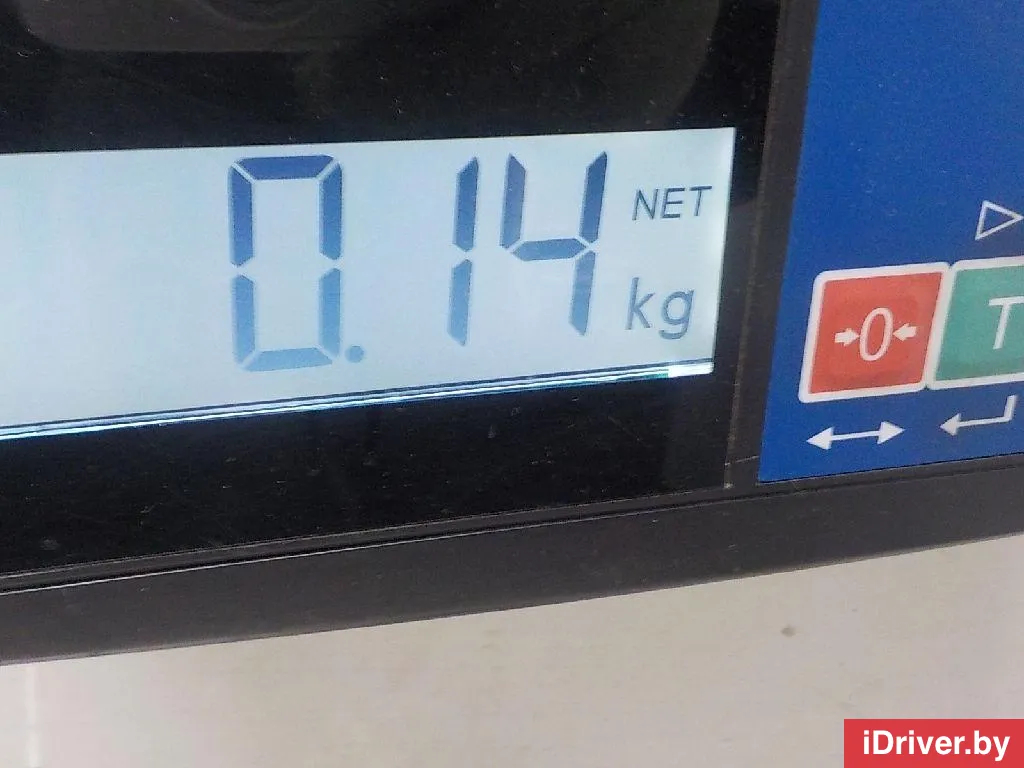 0.14
NET
kg
→0←
T
iDriver.by